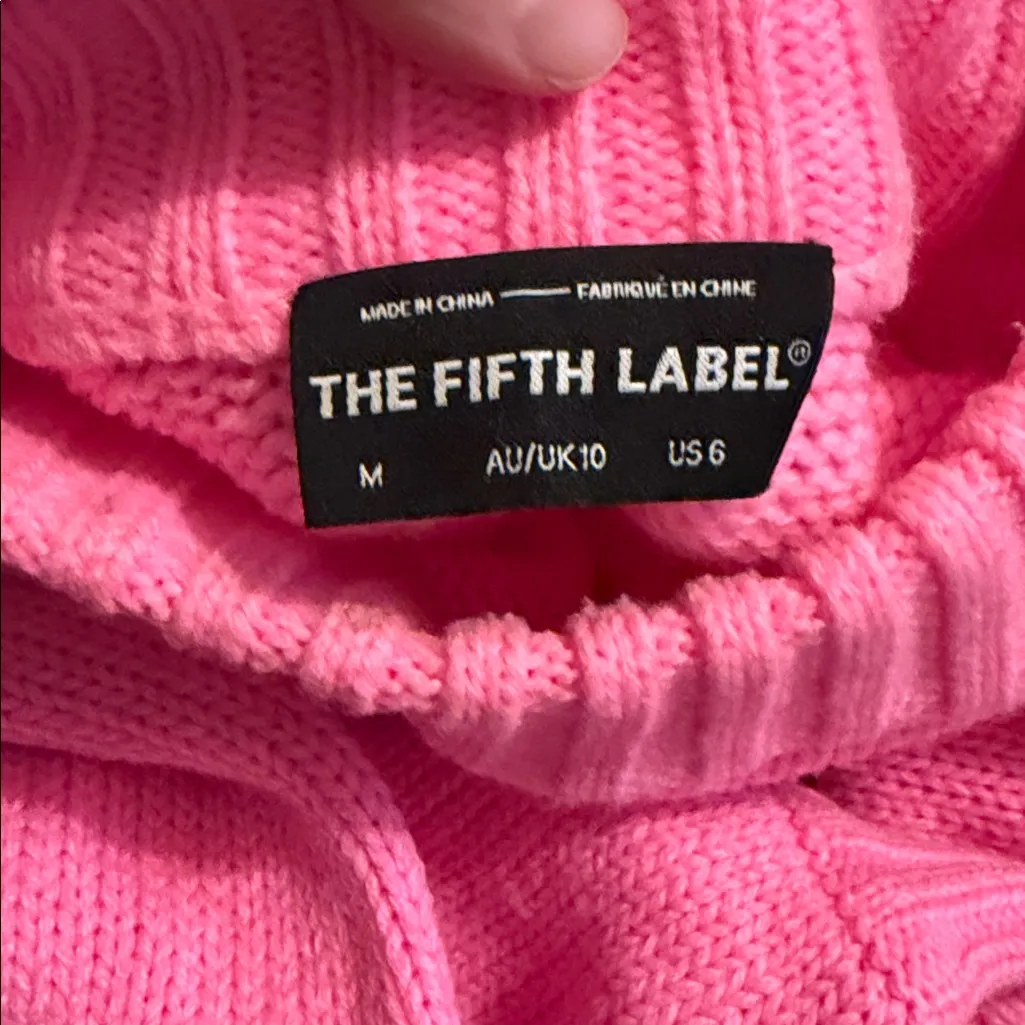 MADE IN CHINA — FABRIQUÉ EN CHINE
THE FIFTH LABEL®
M AU/UK10 US 6